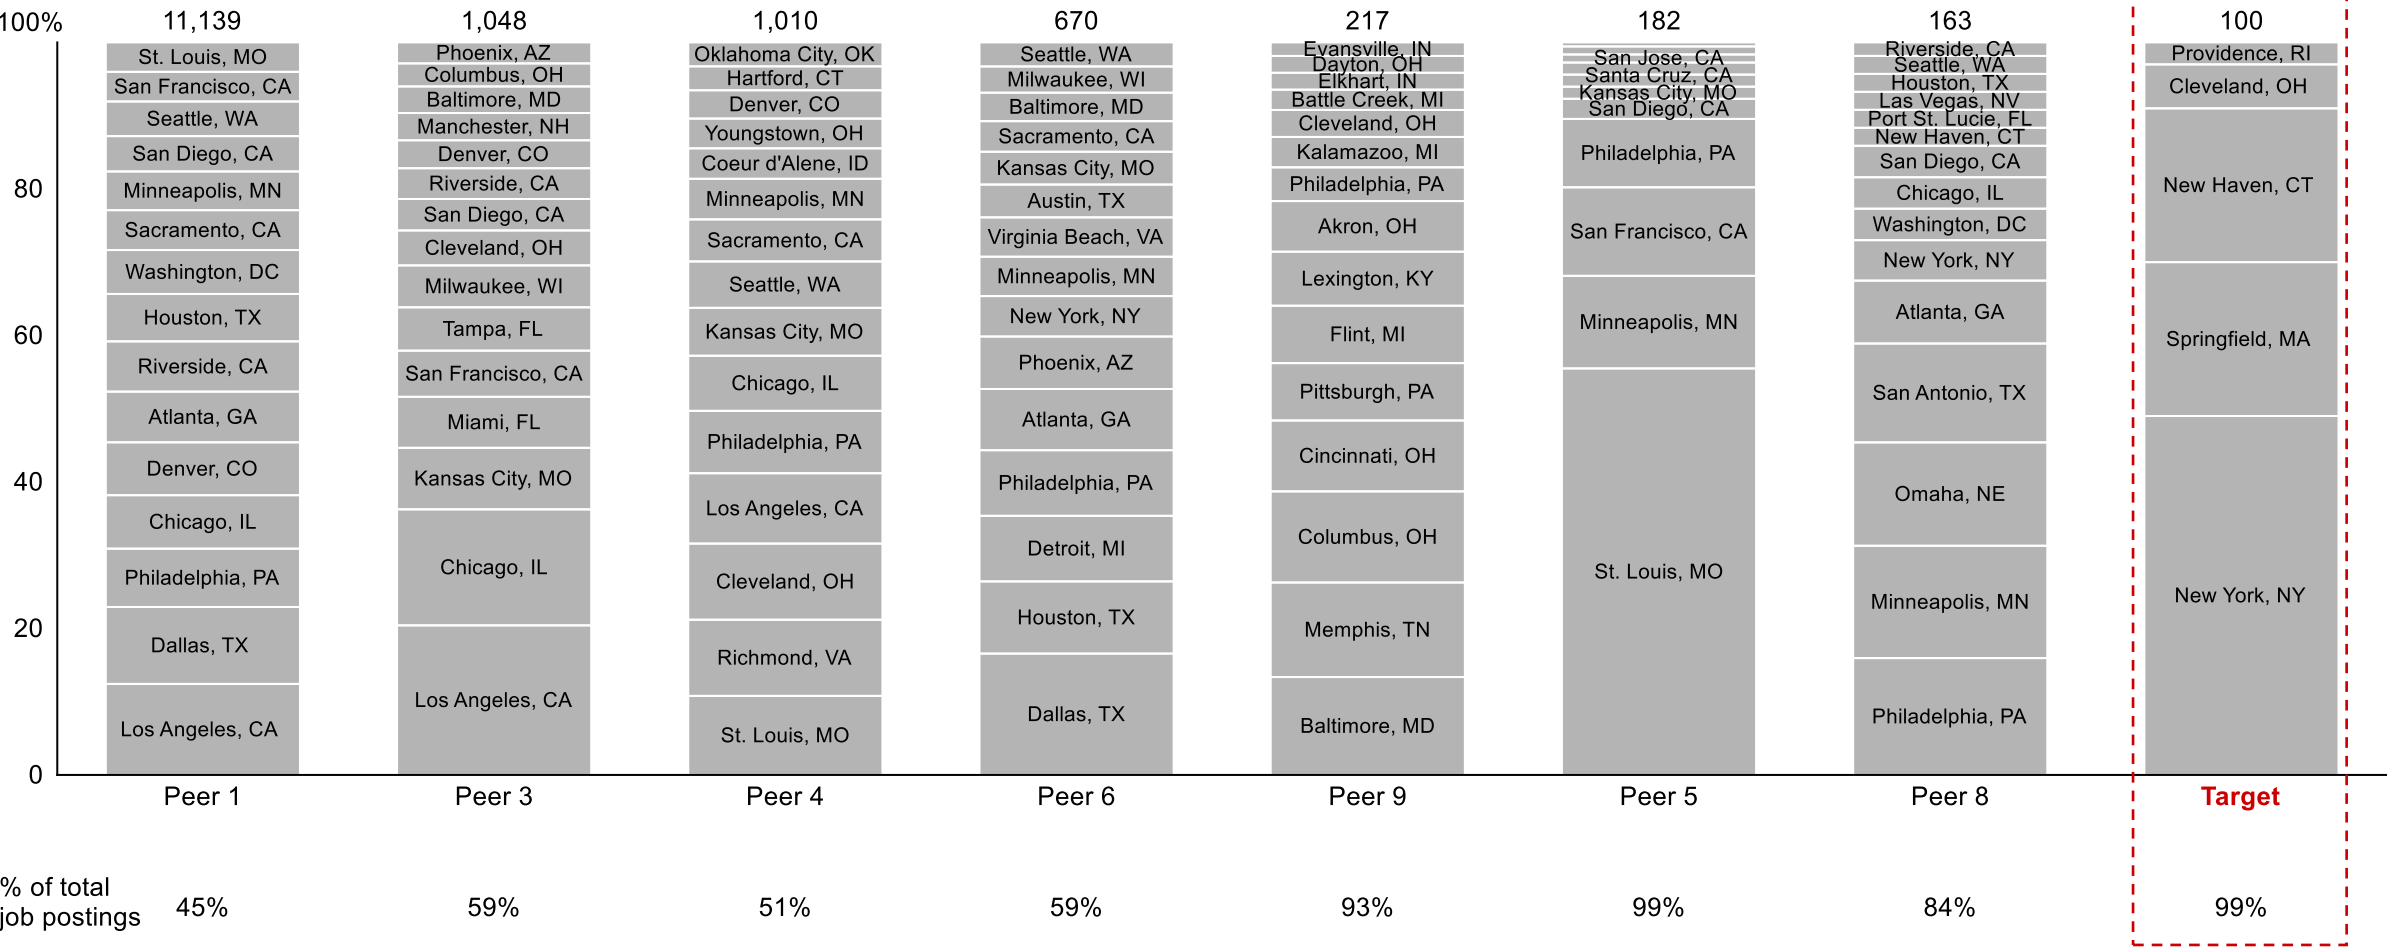 100%
11,139
1,048
1,010
670
217
182
163
100
80
60
40
20
0
St. Louis, MO
San Francisco, CA
Seattle, WA
San Diego, CA
Minneapolis, MN
Sacramento, CA
Washington, DC
Houston, TX
Riverside, CA
Atlanta, GA
Denver, CO
Chicago, IL
Philadelphia, PA
Dallas, TX
Los Angeles, CA
Peer 1
Phoenix, AZ
Columbus, OH
Baltimore, MD
Manchester, NH
Denver, CO
Riverside, CA
San Diego, CA
Cleveland, OH
Milwaukee, WI
Tampa, FL
San Francisco, CA
Miami, FL
Kansas City, MO
Chicago, IL
Los Angeles, CA
Peer 3
Oklahoma City, OK
Hartford, CT
Denver, CO
Youngstown, OH
Coeur d'Alene, ID
Minneapolis, MN
Sacramento, CA
Seattle, WA
Kansas City, MO
Chicago, IL
Philadelphia, PA
Los Angeles, CA
Cleveland, OH
Richmond, VA
St. Louis, MO
Peer 4
Seattle, WA
Milwaukee, WI
Baltimore, MD
Sacramento, CA
Kansas City, MO
Austin, TX
Virginia Beach, VA
Minneapolis, MN
New York, NY
Phoenix, AZ
Atlanta, GA
Philadelphia, PA
Detroit, MI
Houston, TX
Dallas, TX
Peer 6
Evansville, IN
Dayton, OH
Elkhart, IN
Battle Creek, MI
Cleveland, OH
Kalamazoo, MI
Philadelphia, PA
Akron, OH
Lexington, KY
Flint, MI
Pittsburgh, PA
Cincinnati, OH
Columbus, OH
Memphis, TN
Baltimore, MD
Peer 9
San Jose, CA
Santa Cruz, CA
Kansas City, MO
San Diego, CA
Philadelphia, PA
San Francisco, CA
Minneapolis, MN
St. Louis, MO
Peer 5
Riverside, CA
Seattle, WA
Houston, TX
Las Vegas, NV
Port St. Lucie, FL
New Haven, CT
San Diego, CA
Chicago, IL
Washington, DC
New York, NY
Atlanta, GA
San Antonio, TX
Omaha, NE
Minneapolis, MN
Philadelphia, PA
Peer 8
Providence, RI
Cleveland, OH
New Haven, CT
Springfield, MA
New York, NY
Target
% of total
job postings
45%
59%
51%
59%
93%
99%
84%
99%